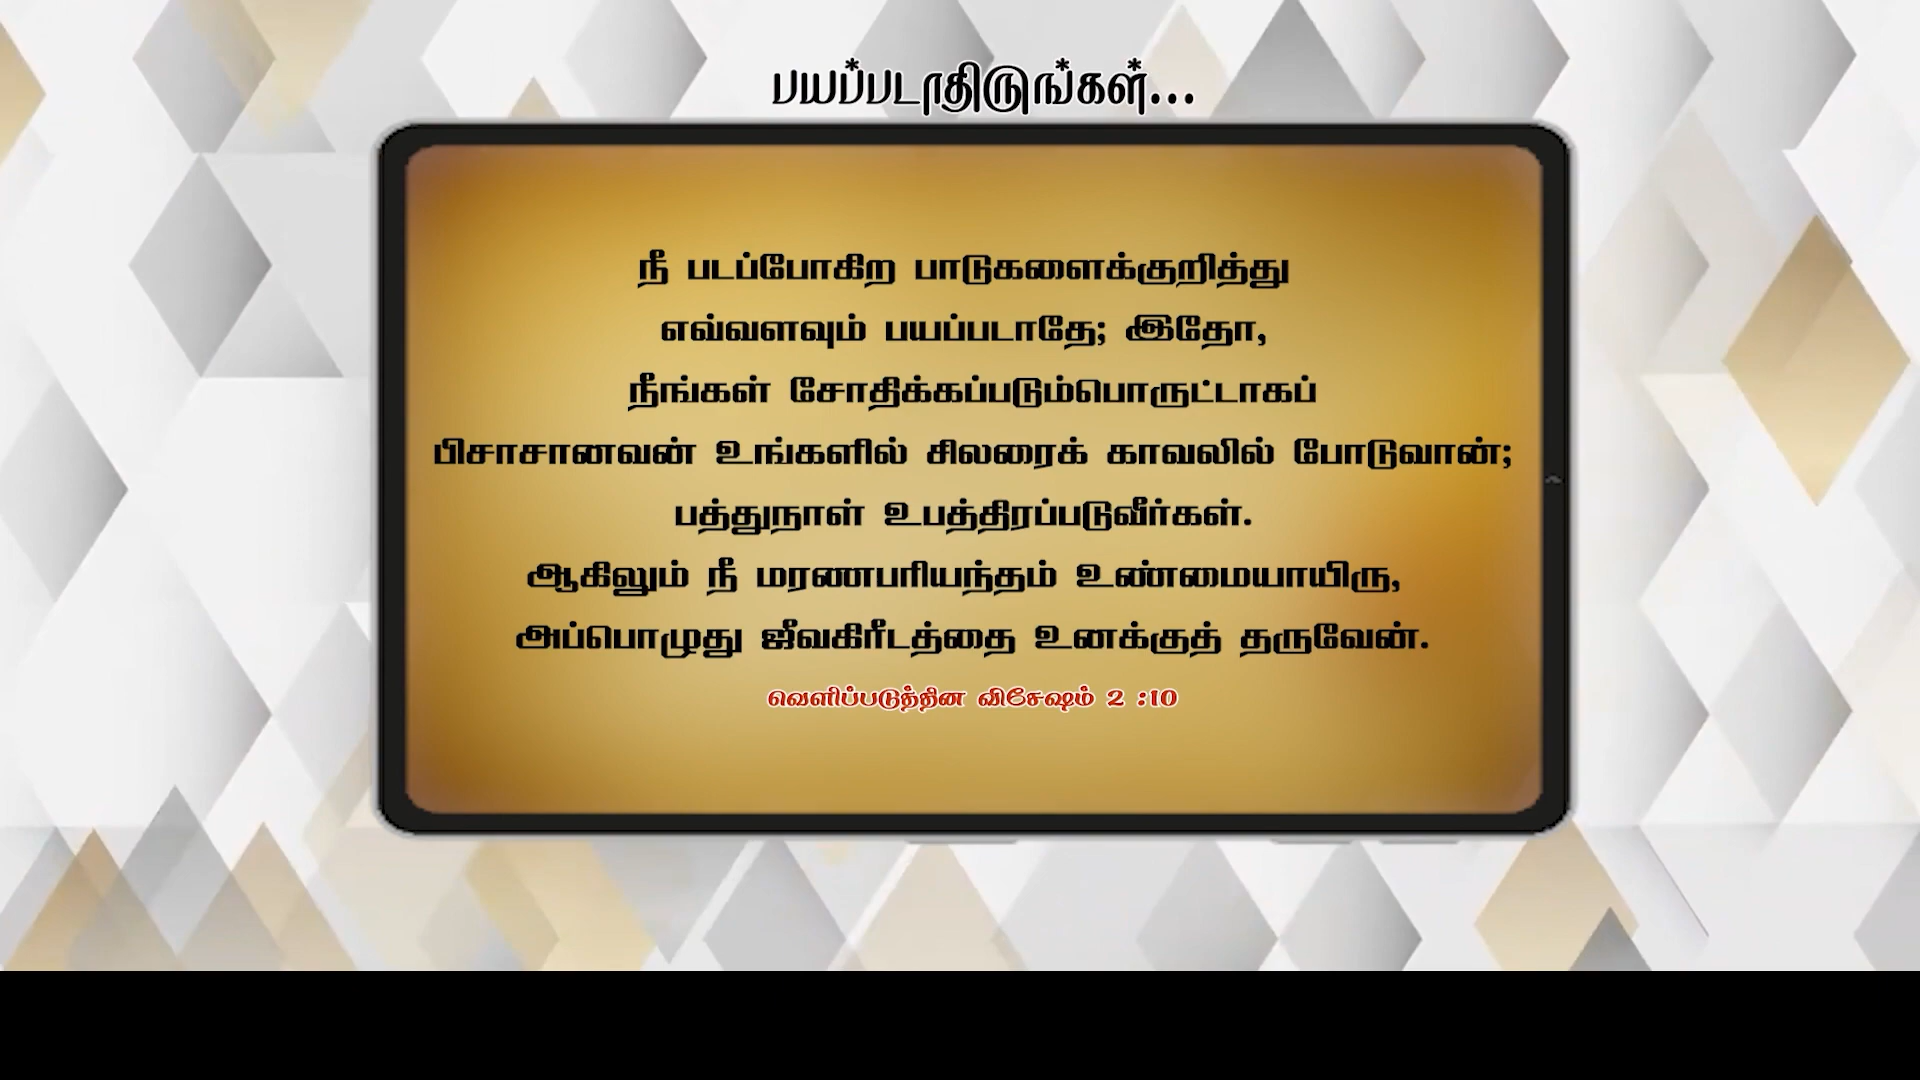 பயப்படாதிருங்கள்...
நீ படப்போகிற பாடுகளைக்குறித்து
எவ்வளவும் பயப்படாதே; இதோ,
நீங்கள் சோதிக்கப்படும்பொருட்டாகப்
பிசாசானவன் உங்களில் சிலரைக் காவலில் போடுவான்;
பத்துநாள் உபத்திரப்படுவீர்கள்.
ஆகிலும் நீ மரணபரியந்தம் உண்மையாயிரு,
அப்பொழுது ஜீவகிரீடத்தை உனக்குத் தருவேன்.
வெளிப்படுத்தின விசேஷம் 2 :10